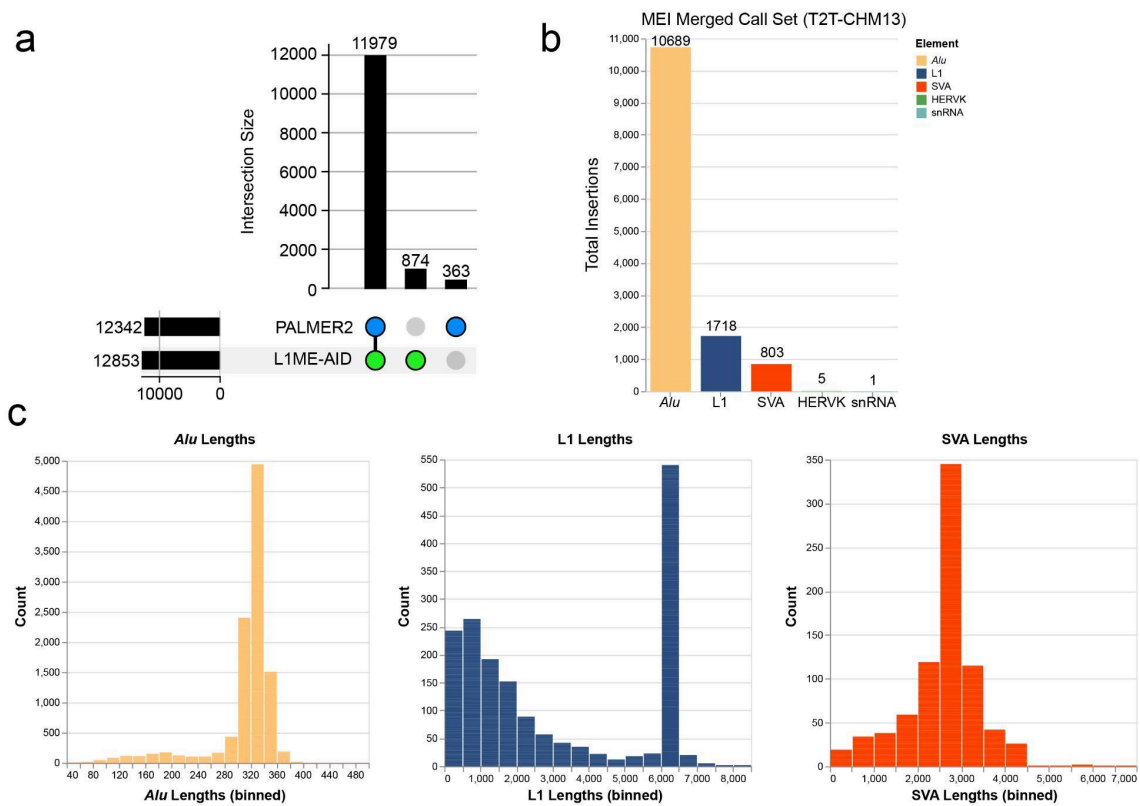 a
11979
12000
10000
8000
6000
4000
2000
0
Intersection Size
874
363
12342
PALMER2
12853
L1ME-AID
10000
0
b
MEI Merged Call Set (T2T-CHM13)
11,000
10,000
9,000
8,000
7,000
6,000
5,000
4,000
3,000
2,000
1,000
0
Total Insertions
10689
1718
803
5
1
Alu
L1
SVA
HERVK
snRNA
Element
Alu
L1
SVA
HERVK
snRNA
c
Alu Lengths
5,000
4,500
4,000
3,500
3,000
2,500
2,000
1,500
1,000
500
0
Count
40 80 120 160 200 240 280 320 360 400 440 480
Alu Lengths (binned)
L1 Lengths
550
500
450
400
350
300
250
200
150
100
50
0
Count
0 1,000 2,000 3,000 4,000 5,000 6,000 7,000 8,000
L1 Lengths (binned)
SVA Lengths
350
300
250
200
150
100
50
0
Count
0 1,000 2,000 3,000 4,000 5,000 6,000 7,000
SVA Lengths (binned)